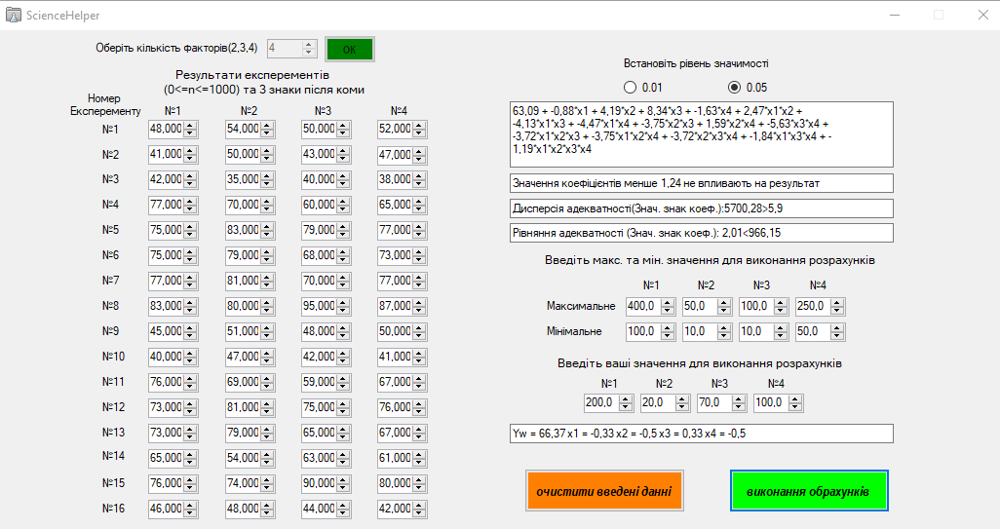 ScienceHelper
Оберіть кількість факторів(2,3,4) 4 ОК
Результати експерементів
(0<=n<=1000) та 3 знаки після коми
Номер
Експеременту №1 №2 №3 №4
№1 48,000 54,000 50,000 52,000
№2 41,000 50,000 43,000 47,000
№3 42,000 35,000 40,000 38,000
№4 77,000 70,000 60,000 65,000
№5 75,000 83,000 79,000 77,000
№6 75,000 79,000 68,000 73,000
№7 77,000 81,000 70,000 77,000
№8 83,000 80,000 95,000 87,000
№9 45,000 51,000 48,000 50,000
№10 40,000 47,000 42,000 41,000
№11 76,000 69,000 59,000 67,000
№12 73,000 81,000 75,000 76,000
№13 73,000 79,000 65,000 67,000
№14 65,000 54,000 63,000 61,000
№15 76,000 74,000 90,000 80,000
№16 46,000 48,000 44,000 42,000
Встановіть рівень значимості
0.01 0.05
63,09 + -0,88*x1 + 4,19*x2 + 8,34*x3 + -1,63*x4 + 2,47*x1*x2 +
-4,13*x1*x3 + -4,47*x1*x4 + -3,75*x2*x3 + 1,59*x2*x4 + -5,63*x3*x4 +
-3,72*x1*x2*x3 + -3,75*x1*x2*x4 + -3,72*x2*x3*x4 + -1,84*x1*x3*x4 + -
1,19*x1*x2*x3*x4
Значення коефіцієнтів менше 1,24 не впливають на результат
Дисперсія адекватності(Знач. знак коеф.):5700,28>5,9
Рівняння адекватності (Знач. знак коеф.): 2,01<966,15
Введіть макс. та мін. значення для виконання розрахунків
№1 №2 №3 №4
Максимальне 400,0 50,0 100,0 250,0
Мінімальне 100,0 10,0 10,0 50,0
Введіть ваші значення для виконання розрахунків
№1 №2 №3 №4
200,0 20,0 70,0 100,0
Yw = 66,37 x1 = -0,33 x2 = -0,5 x3 = 0,33 x4 = -0,5
очистити введені данні виконання обрахунків